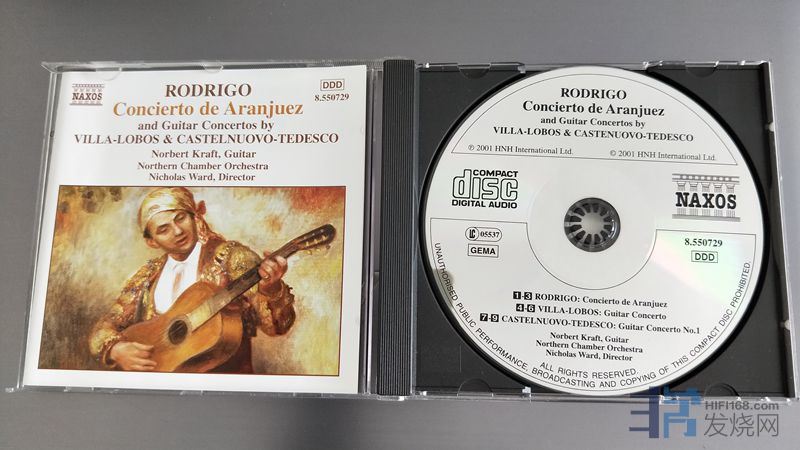 NAXOS
RODRIGO
DDD
8.550729
Concierto de Aranjuez
and Guitar Concertos by
VILLA-LOBOS & CASTELNUOVO-TEDESCO
Norbert Kraft, Guitar
Northern Chamber Orchestra
Nicholas Ward, Director
RODRIGO
Concierto de Aranjuez
and Guitar Concertos by
VILLA-LOBOS & CASTENUOVO-TEDESCO
℗ 2001 HNH International Ltd.
© 2001 HNH International Ltd.
COMPACT
disc
DIGITAL AUDIO
NAXOS
LC 05537
GEMA
8.550729
DDD
1-3 RODRIGO: Concierto de Aranjuez
4-6 VILLA-LOBOS: Guitar Concerto
7-9 CASTELNUOVO-TEDESCO: Guitar Concerto No.1
Norbert Kraft, Guitar
Northern Chamber Orchestra
Nicholas Ward, Director
ALL RIGHTS RESERVED.
UNAUTHORISED PUBLIC PERFORMANCE, BROADCASTING AND COPYING OF THIS COMPACT DISC PROHIBITED.
HIFI168.com
发烧网